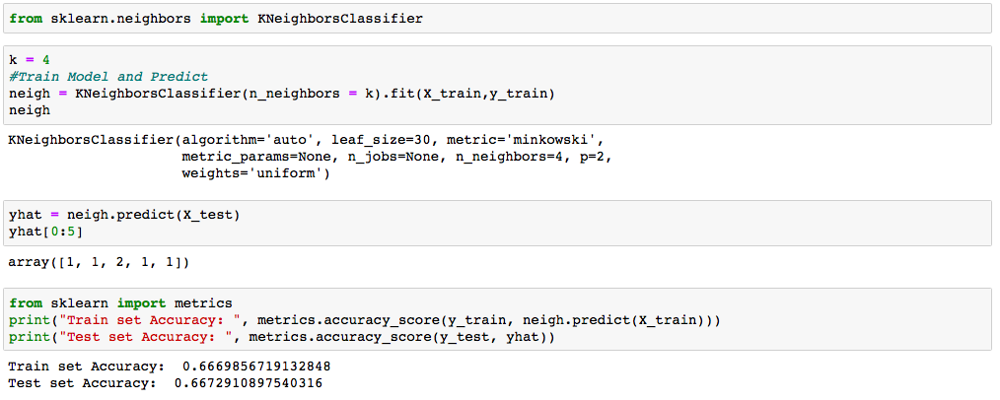 from sklearn.neighbors import KNeighborsClassifier
k = 4
#Train Model and Predict
neigh = KNeighborsClassifier(n_neighbors = k).fit(X_train,y_train)
neigh
KNeighborsClassifier(algorithm='auto', leaf_size=30, metric='minkowski',
metric_params=None, n_jobs=None, n_neighbors=4, p=2,
weights='uniform')
yhat = neigh.predict(X_test)
yhat[0:5]
array([1, 1, 2, 1, 1])
from sklearn import metrics
print("Train set Accuracy: ", metrics.accuracy_score(y_train, neigh.predict(X_train)))
print("Test set Accuracy: ", metrics.accuracy_score(y_test, yhat))
Train set Accuracy:  0.6669856719132848
Test set Accuracy:  0.6672910897540316